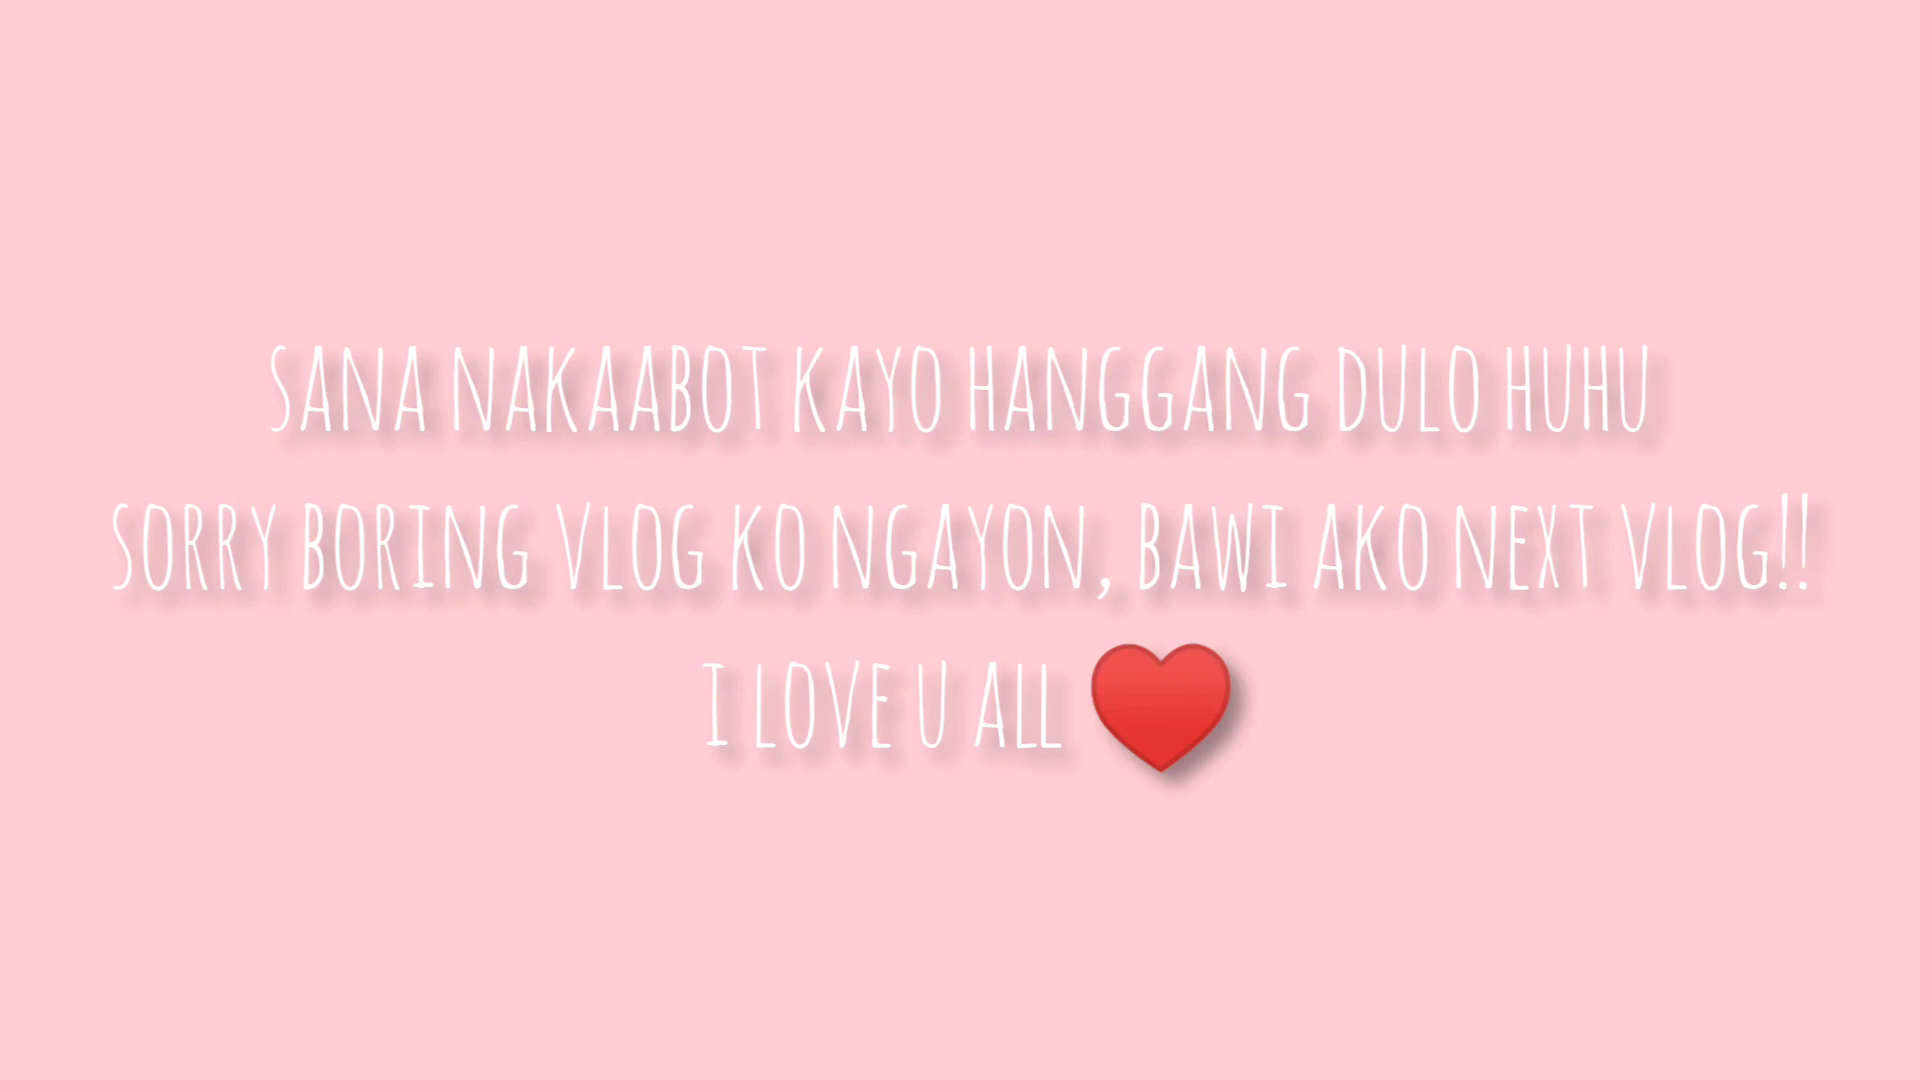 SANA NAKAABOT KAYO HANGGANG DULO HUHU
SORRY BORING VLOG KO NGAYON, BAWI AKO NEXT VLOG!!
I LOVE U ALL ❤️